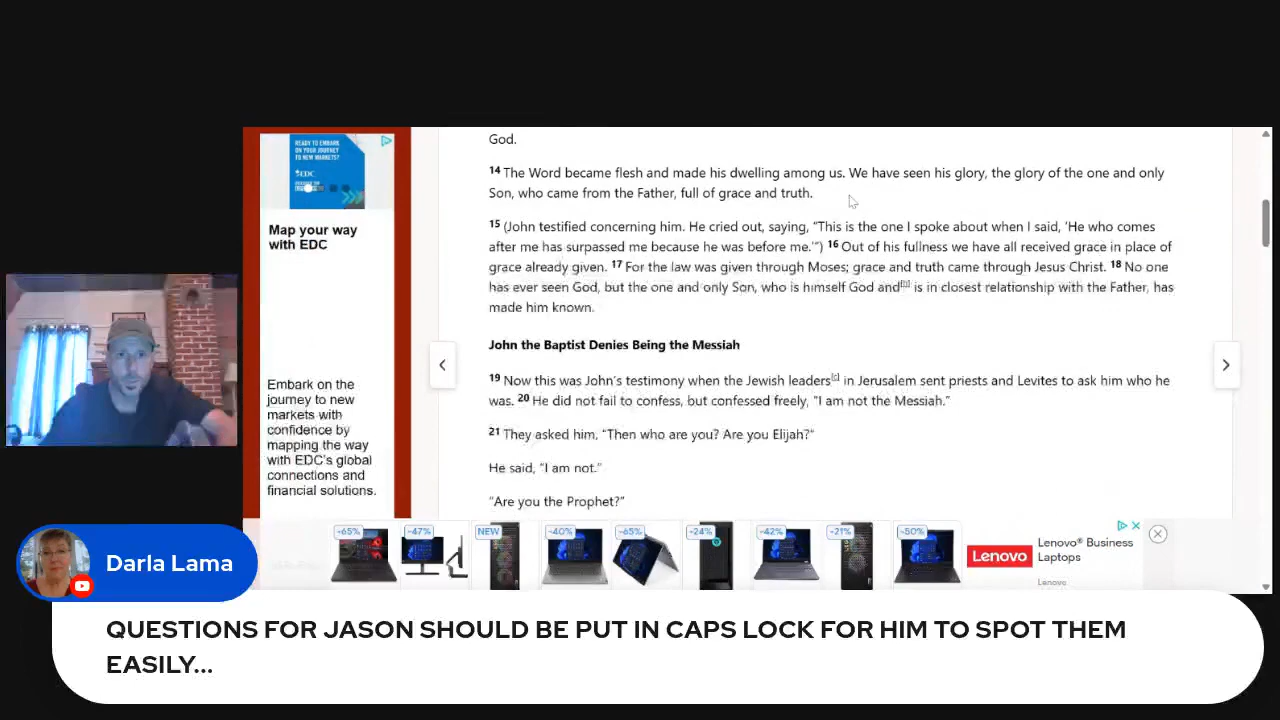 God.
14 The Word became flesh and made his dwelling among us. We have seen his glory, the glory of the one and only
Son, who came from the Father, full of grace and truth.
15 (John testified concerning him. He cried out, saying, “This is the one I spoke about when I said, ‘He who comes
after me has surpassed me because he was before me.’”) 16 Out of his fullness we have all received grace in place of
grace already given. 17 For the law was given through Moses; grace and truth came through Jesus Christ. 18 No one
has ever seen God, but the one and only Son, who is himself God and[b] is in closest relationship with the Father, has
made him known.
John the Baptist Denies Being the Messiah
19 Now this was John’s testimony when the Jewish leaders[c] in Jerusalem sent priests and Levites to ask him who he
was. 20 He did not fail to confess, but confessed freely, “I am not the Messiah.”
21 They asked him, “Then who are you? Are you Elijah?”
He said, “I am not.”
“Are you the Prophet?”
READY TO EMBARK
ON YOUR JOURNEY
TO NEW MARKETS?
EDC
Map your way
with EDC
Embark on the
journey to new
markets with
confidence by
mapping the way
with EDC's global
connections and
financial solutions.
-65%
-47%
NEW
-40%
-65%
-24%
-42%
-21%
-50%
Lenovo
Lenovo® Business
Laptops
Lenovo
Darla Lama
QUESTIONS FOR JASON SHOULD BE PUT IN CAPS LOCK FOR HIM TO SPOT THEM
EASILY...